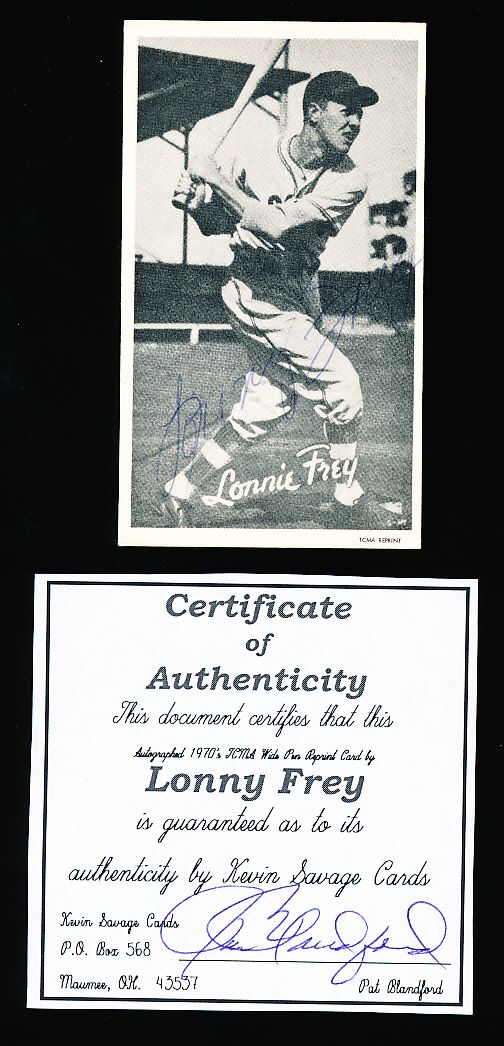 Lonny Frey
Lonnie Frey
TCMA REPRINT
Certificate
of
Authenticity
This document certifies that this
Autographed 1970's TCMA Wide Pen Reprint Card by
Lonny Frey
is guaranteed as to its
authenticity by Kevin Savage Cards
Kevin Savage Cards
P.O. Box 568
Maumee, OH. 43537
Pat Blandford